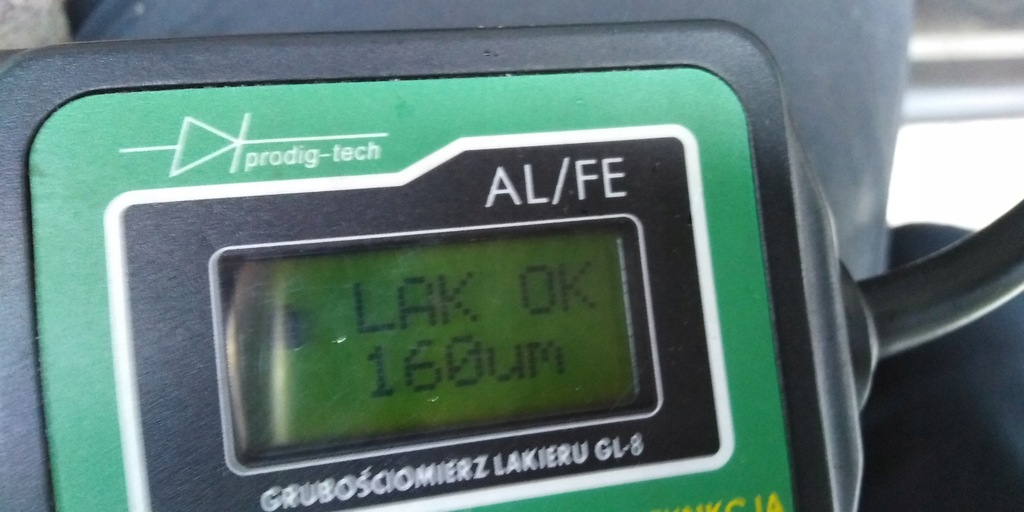 prodig-tech
AL/FE
LAK OK
160um
GRUBOŚCIOMIERZ LAKIERU GL-8